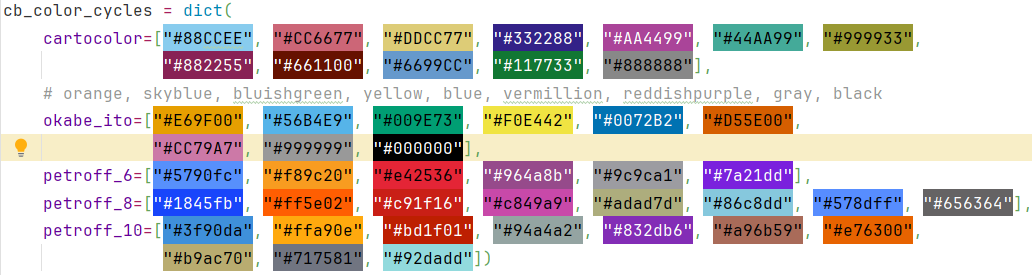 cb_color_cycles = dict(
    cartocolor=["#88CCEE", "#CC6677", "#DDCC77", "#332288", "#AA4499", "#44AA99", "#999933",
                "#882255", "#661100", "#6699CC", "#117733", "#888888"],
    # orange, skyblue, bluishgreen, yellow, blue, vermillion, reddishpurple, gray, black
    okabe_ito=["#E69F00", "#56B4E9", "#009E73", "#F0E442", "#0072B2", "#D55E00",
               "#CC79A7", "#999999", "#000000"],
    petroff_6=["#5790fc", "#f89c20", "#e42536", "#964a8b", "#9c9ca1", "#7a21dd"],
    petroff_8=["#1845fb", "#ff5e02", "#c91f16", "#c849a9", "#adad7d", "#86c8dd", "#578dff", "#656364"],
    petroff_10=["#3f90da", "#ffa90e", "#bd1f01", "#94a4a2", "#832db6", "#a96b59", "#e76300",
                "#b9ac70", "#717581", "#92dadd"])